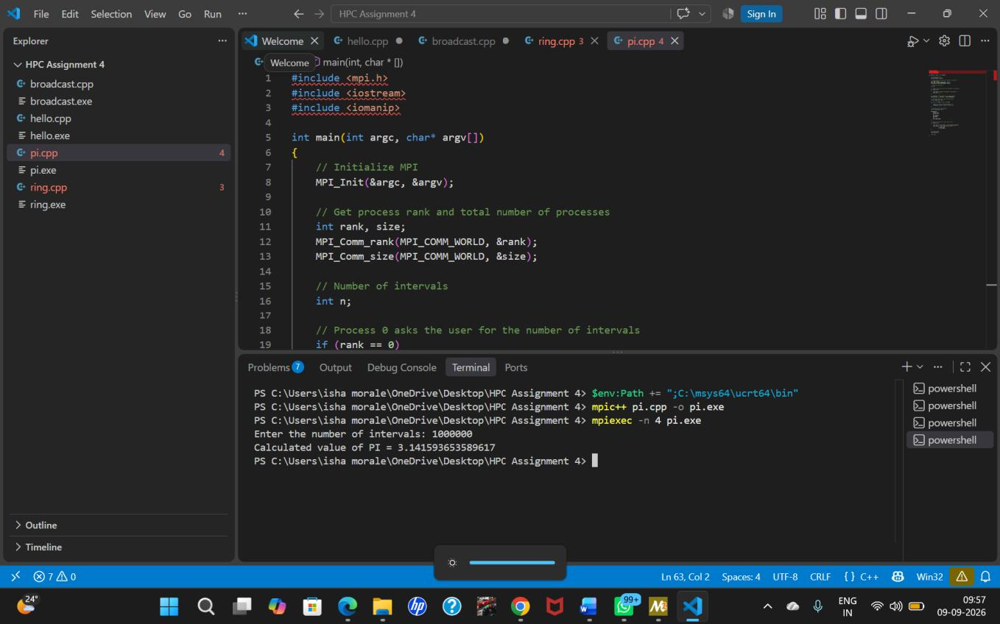 File Edit Selection View Go Run ··· HPC Assignment 4 Sign In
Explorer ···
HPC Assignment 4
broadcast.cpp
broadcast.exe
hello.cpp
hello.exe
pi.cpp 4
pi.exe
ring.cpp 3
ring.exe
Outline
Timeline
Welcome hello.cpp broadcast.cpp ring.cpp 3 pi.cpp 4
Welcome main(int, char * [])
1 #include <mpi.h>
2 #include <iostream>
3 #include <iomanip>
4
5 int main(int argc, char* argv[])
6 {
7 // Initialize MPI
8 MPI_Init(&argc, &argv);
9
10 // Get process rank and total number of processes
11 int rank, size;
12 MPI_Comm_rank(MPI_COMM_WORLD, &rank);
13 MPI_Comm_size(MPI_COMM_WORLD, &size);
14
15 // Number of intervals
16 int n;
17
18 // Process 0 asks the user for the number of intervals
19 if (rank == 0)
Problems 7 Output Debug Console Terminal Ports
PS C:\Users\isha morale\OneDrive\Desktop\HPC Assignment 4> $env:Path += ";C:\msys64\ucrt64\bin"
PS C:\Users\isha morale\OneDrive\Desktop\HPC Assignment 4> mpic++ pi.cpp -o pi.exe
PS C:\Users\isha morale\OneDrive\Desktop\HPC Assignment 4> mpiexec -n 4 pi.exe
Enter the number of intervals: 1000000
Calculated value of PI = 3.141593653589617
PS C:\Users\isha morale\OneDrive\Desktop\HPC Assignment 4>
powershell
powershell
powershell
powershell
7 0 Ln 63, Col 2 Spaces: 4 UTF-8 CRLF { } C++ Win32
24° 99+ ENG 09:57
IN 09-09-2026